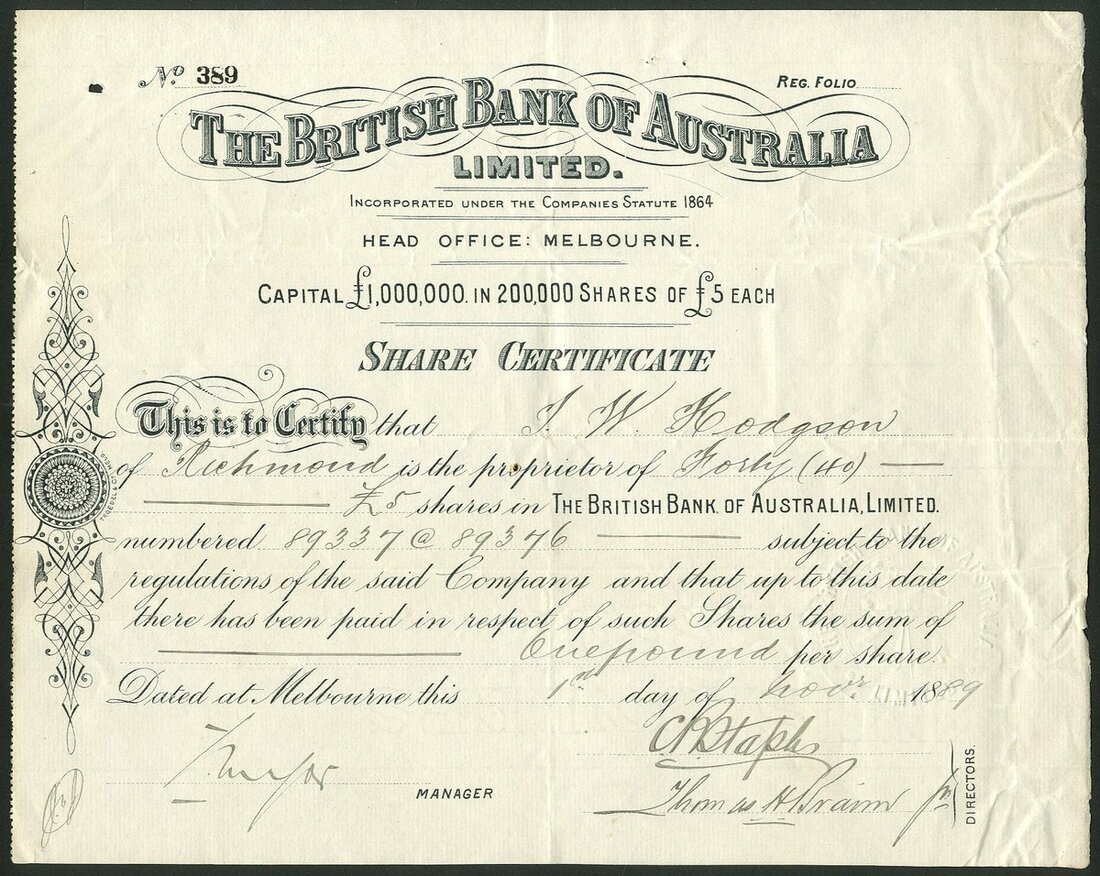 No. 389
REG. FOLIO
THE BRITISH BANK OF AUSTRALIA
LIMITED.
INCORPORATED UNDER THE COMPANIES STATUTE 1864
HEAD OFFICE: MELBOURNE.
CAPITAL £1,000,000. IN 200,000 SHARES OF £5 EACH
SHARE CERTIFICATE
This is to Certify that W. Hodgson
of Richmond is the proprietor of Forty (40)
£5 shares in THE BRITISH BANK OF AUSTRALIA, LIMITED.
numbered 89337 @ 89376 subject to the
regulations of the said Company and that up to this date
there has been paid in respect of such Shares the sum of
One pound per share.
Dated at Melbourne this 1st day of Novr 1889
MANAGER
Thomas H
DIRECTORS.